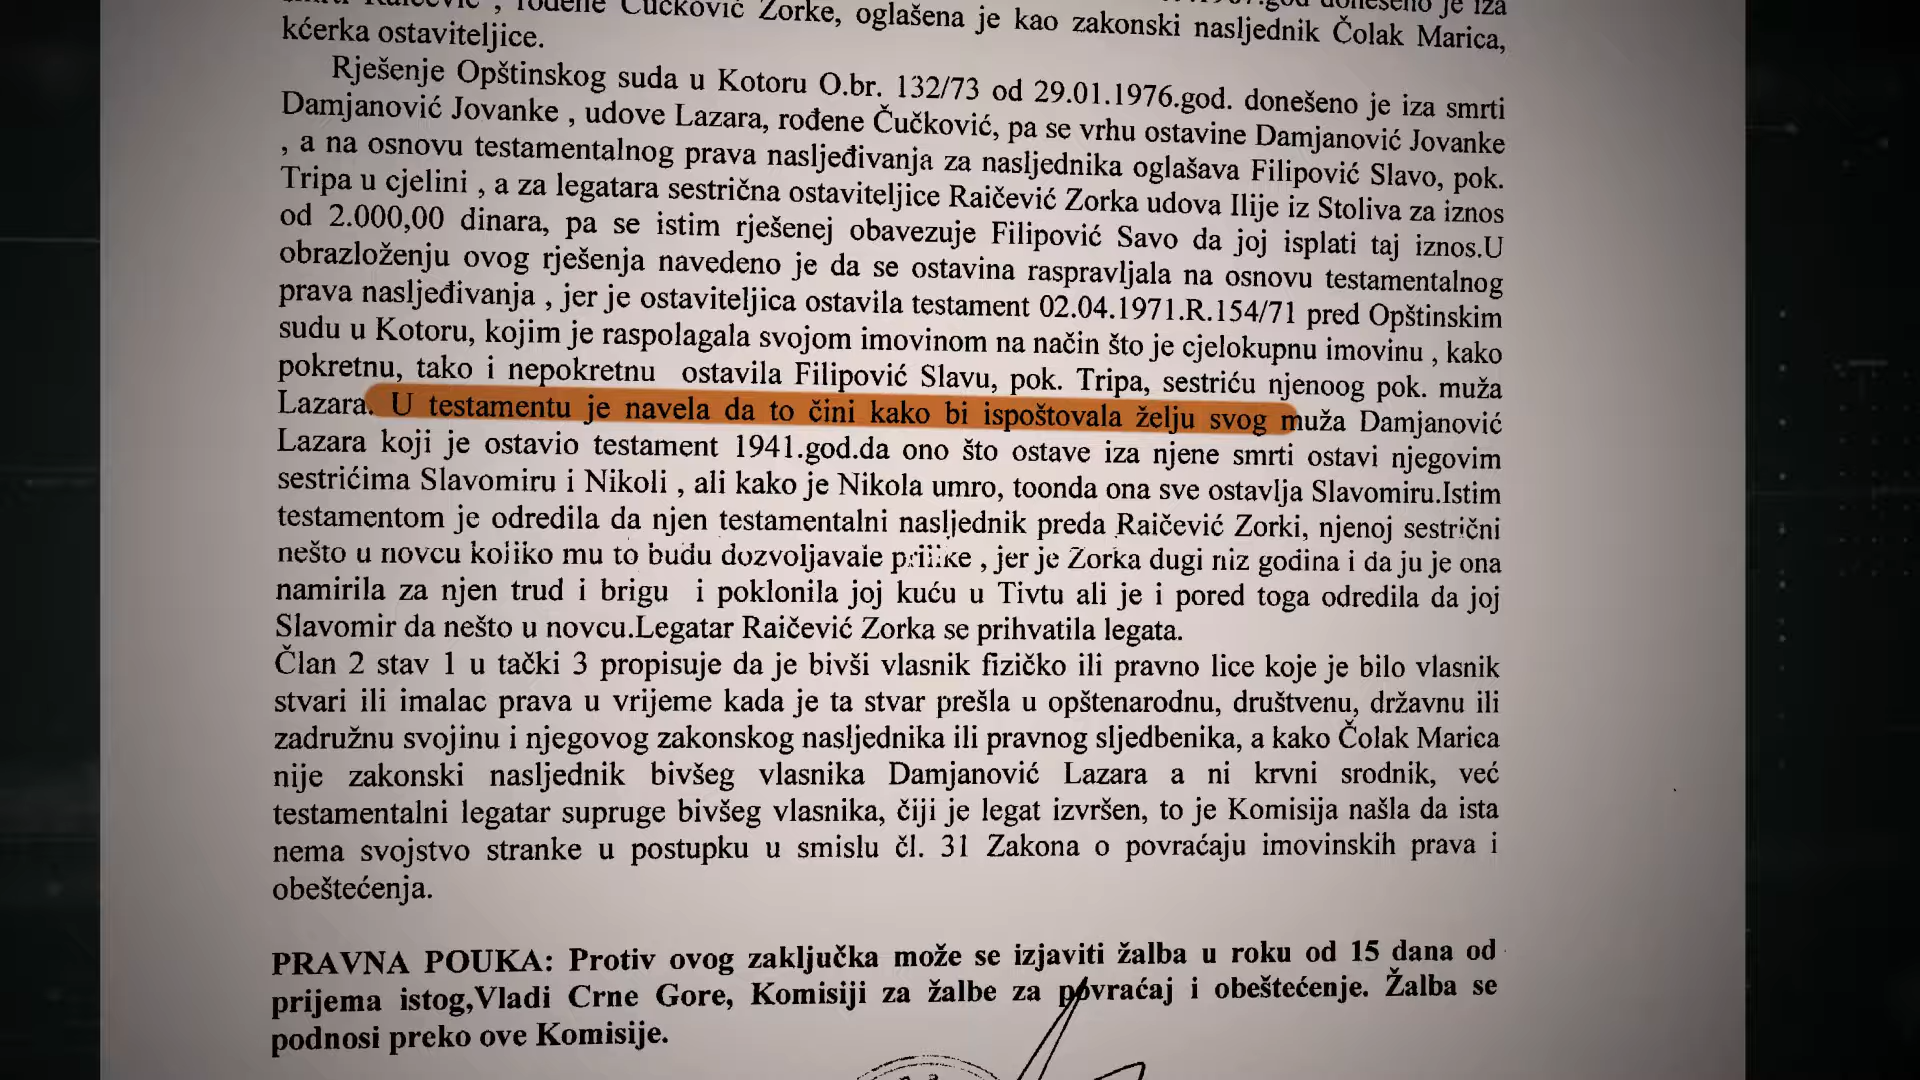 rođene Čučković Zorke, oglašena je kao zakonski nasljednik Čolak Marica,
kćerka ostaviteljice.
Rješenje Opštinskog suda u Kotoru O.br. 132/73 od 29.01.1976.god. donešeno je iza smrti
Damjanović Jovanke , udove Lazara, rođene Čučković, pa se vrhu ostavine Damjanović Jovanke
, a na osnovu testamentalnog prava nasljeđivanja za nasljednika oglašava Filipović Slavo, pok.
Tripa u cjelini , a za legatara sestrična ostaviteljice Raičević Zorka udova Ilije iz Stoliva za iznos
od 2.000,00 dinara, pa se istim rješenej obavezuje Filipović Savo da joj isplati taj iznos.U
obrazloženju ovog rješenja navedeno je da se ostavina raspravljala na osnovu testamentalnog
prava nasljeđivanja , jer je ostaviteljica ostavila testament 02.04.1971.R.154/71 pred Opštinskim
sudu u Kotoru, kojim je raspolagala svojom imovinom na način što je cjelokupnu imovinu , kako
pokretnu, tako i nepokretnu ostavila Filipović Slavu, pok. Tripa, sestriću njenoog pok. muža
Lazara. U testamentu je navela da to čini kako bi ispoštovala želju svog muža Damjanović
Lazara koji je ostavio testament 1941.god.da ono što ostave iza njene smrti ostavi njegovim
sestrićima Slavomiru i Nikoli , ali kako je Nikola umro, toonda ona sve ostavlja Slavomiru.Istim
testamentom je odredila da njen testamentalni nasljednik preda Raičević Zorki, njenoj sestrični
nešto u novcu koliko mu to budu dozvoljavale prilike , jer je Zorka dugi niz godina i da ju je ona
namirila za njen trud i brigu i poklonila joj kuću u Tivtu ali je i pored toga odredila da joj
Slavomir da nešto u novcu.Legatar Raičević Zorka se prihvatila legata.
Član 2 stav 1 u tački 3 propisuje da je bivši vlasnik fizičko ili pravno lice koje je bilo vlasnik
stvari ili imalac prava u vrijeme kada je ta stvar prešla u opštenarodnu, društvenu, državnu ili
zadružnu svojinu i njegovog zakonskog nasljednika ili pravnog sljedbenika, a kako Čolak Marica
nije zakonski nasljednik bivšeg vlasnika Damjanović Lazara a ni krvni srodnik, već
testamentalni legatar supruge bivšeg vlasnika, čiji je legat izvršen, to je Komisija našla da ista
nema svojstvo stranke u postupku u smislu čl. 31 Zakona o povraćaju imovinskih prava i
obeštećenja.
PRAVNA POUKA: Protiv ovog zaključka može se izjaviti žalba u roku od 15 dana od
prijema istog,Vladi Crne Gore, Komisiji za žalbe za povraćaj i obeštećenje. Žalba se
podnosi preko ove Komisije.